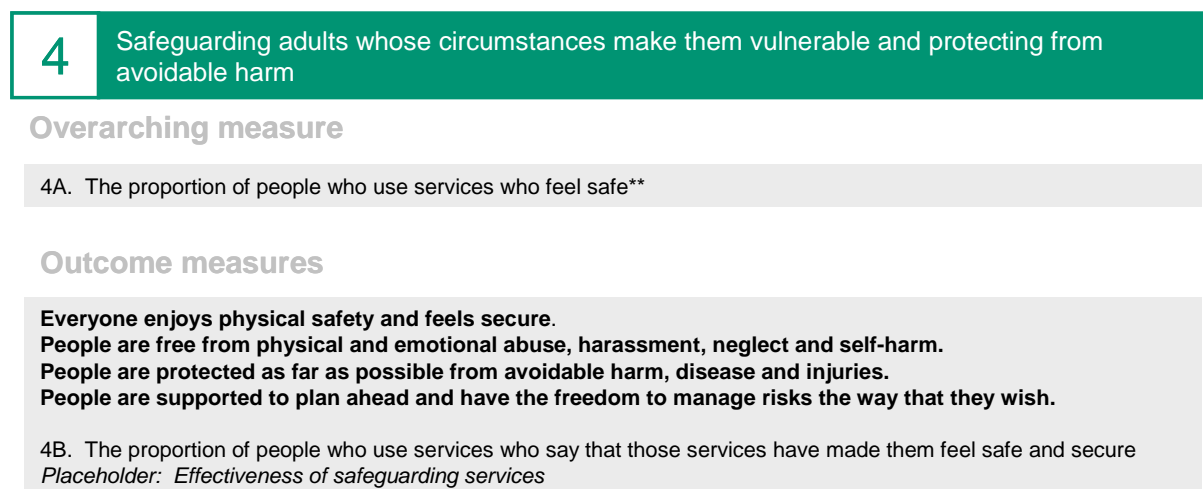 4
Safeguarding adults whose circumstances make them vulnerable and protecting from
avoidable harm
Overarching measure
4A. The proportion of people who use services who feel safe**
Outcome measures
Everyone enjoys physical safety and feels secure.
People are free from physical and emotional abuse, harassment, neglect and self-harm.
People are protected as far as possible from avoidable harm, disease and injuries.
People are supported to plan ahead and have the freedom to manage risks the way that they wish.
4B. The proportion of people who use services who say that those services have made them feel safe and secure
Placeholder: Effectiveness of safeguarding services